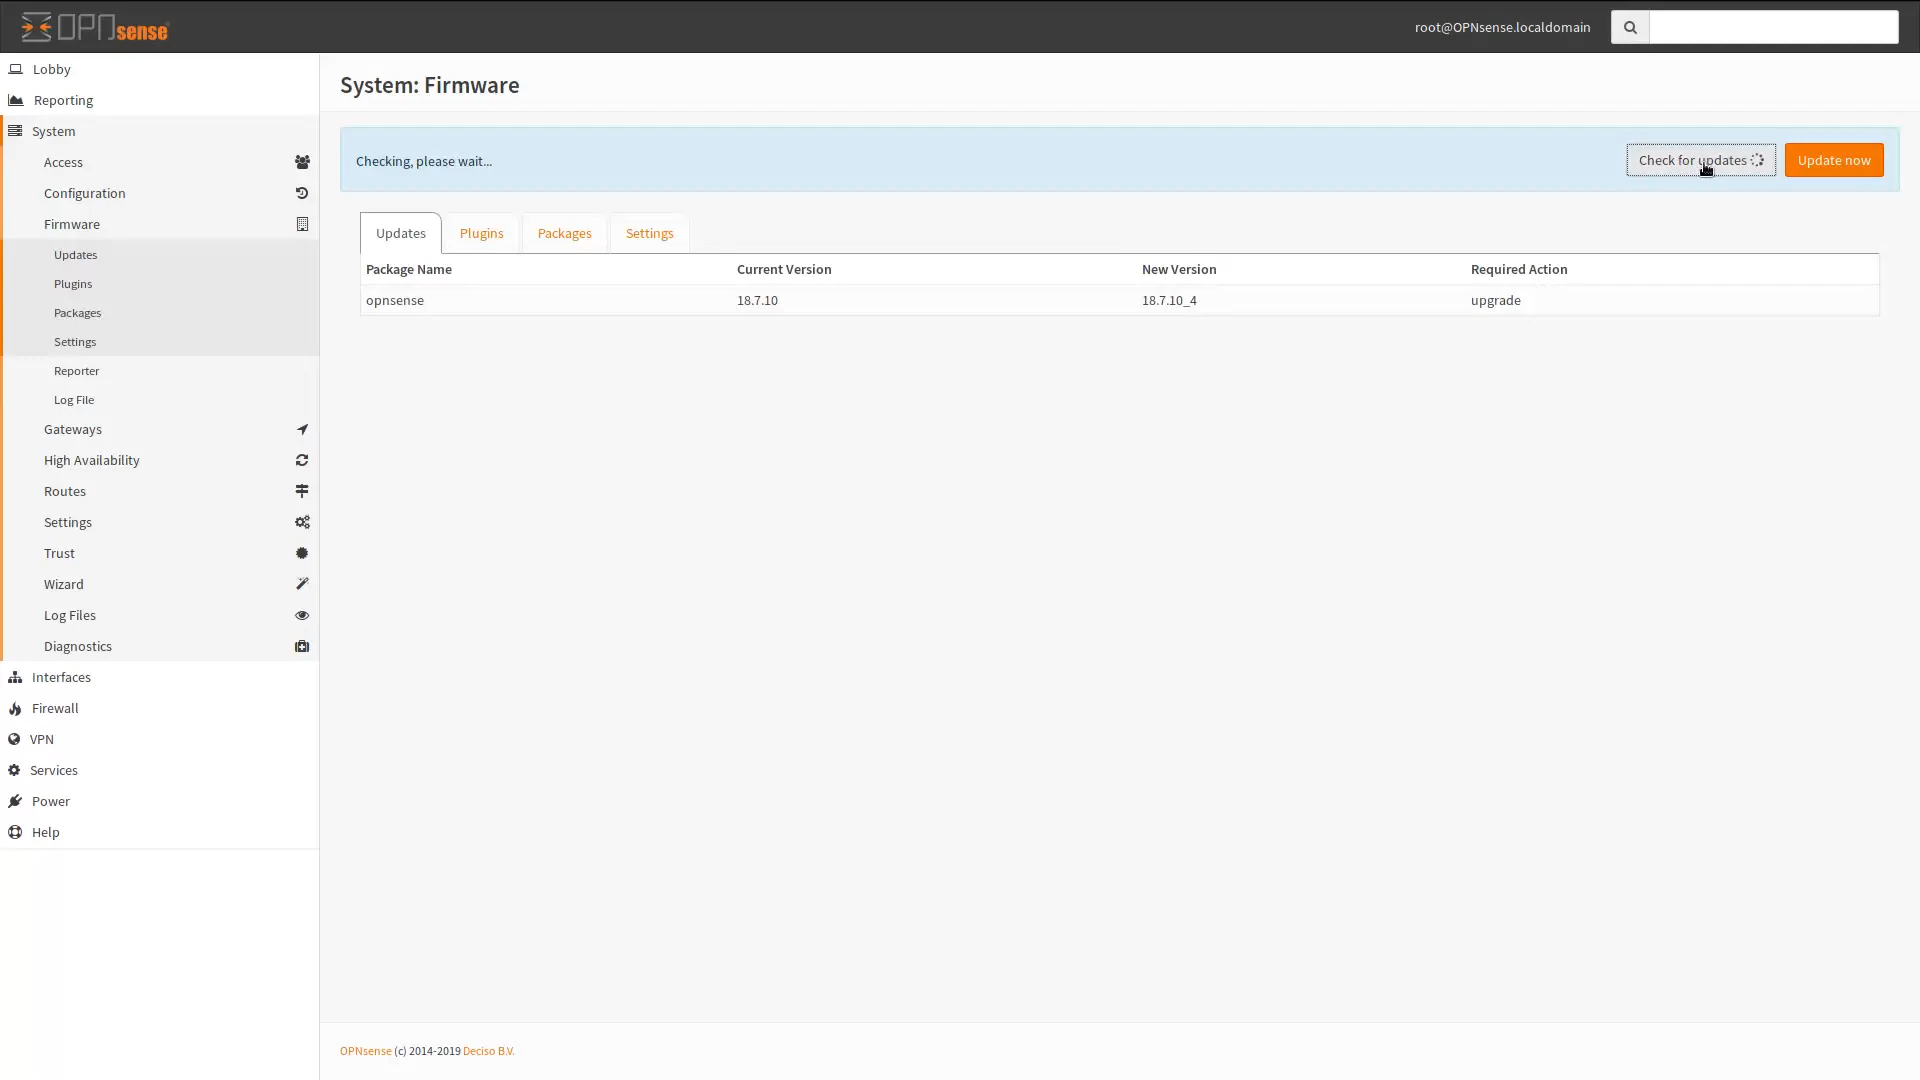 OPNsense
root@OPNsense.localdomain
Lobby
Reporting
System
Access
Configuration
Firmware
Updates
Plugins
Packages
Settings
Reporter
Log File
Gateways
High Availability
Routes
Settings
Trust
Wizard
Log Files
Diagnostics
Interfaces
Firewall
VPN
Services
Power
Help
System: Firmware
Checking, please wait...
Check for updates
Update now
Updates Plugins Packages Settings
Package Name Current Version New Version Required Action
opnsense 18.7.10 18.7.10_4 upgrade
OPNsense (c) 2014-2019 Deciso B.V.